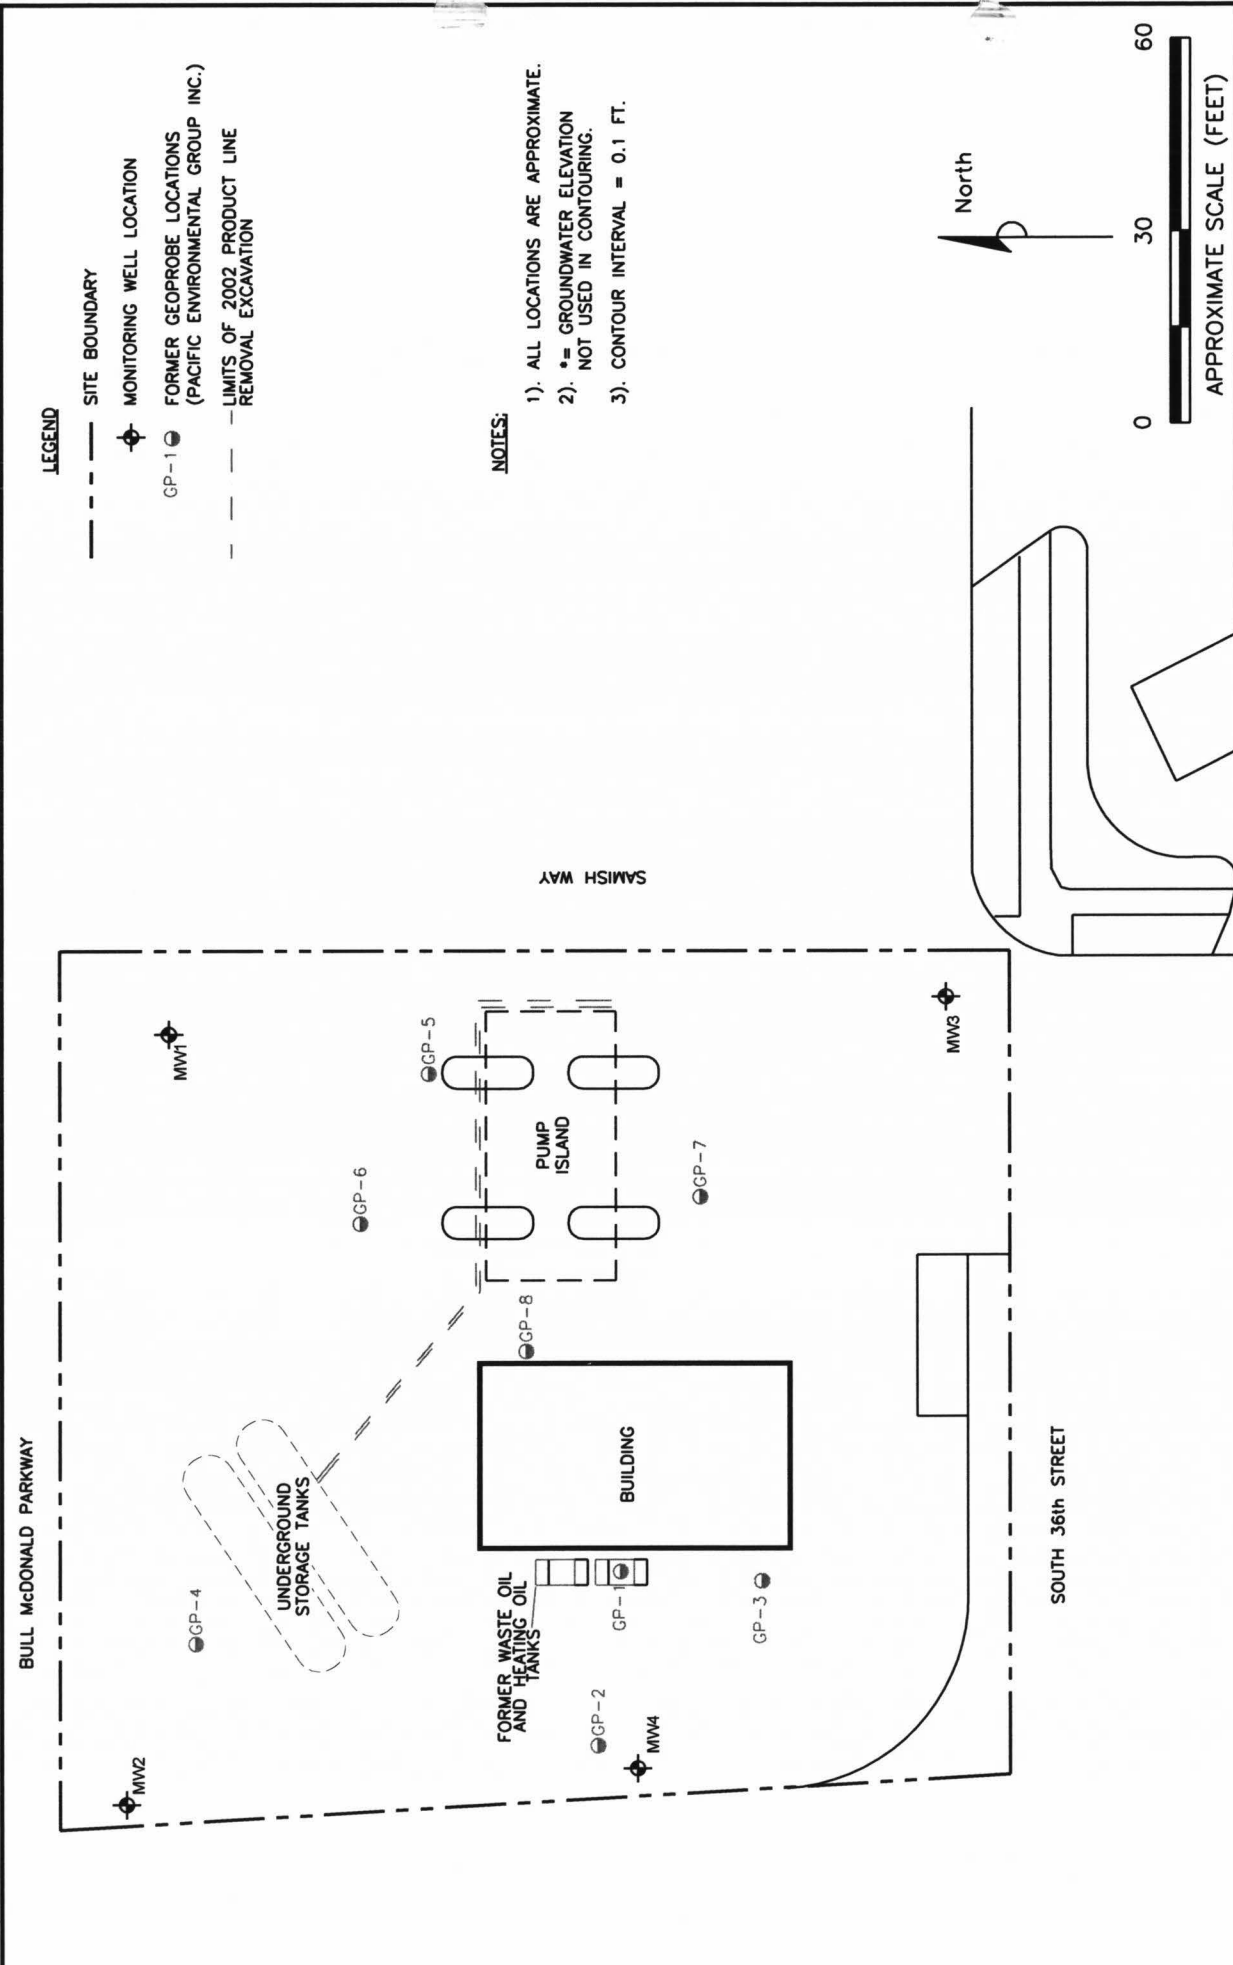 LEGEND
SITE BOUNDARY
MONITORING WELL LOCATION
GP-1
FORMER GEOPROBE LOCATIONS
(PACIFIC ENVIRONMENTAL GROUP INC.)
LIMITS OF 2002 PRODUCT LINE
REMOVAL EXCAVATION
NOTES:
1). ALL LOCATIONS ARE APPROXIMATE.
2). *= GROUNDWATER ELEVATION
NOT USED IN CONTOURING.
3). CONTOUR INTERVAL = 0.1 FT.
BULL McDONALD PARKWAY
MW2
GP-4
MW1
UNDERGROUND
STORAGE TANKS
GP-6
GP-5
SAMISH WAY
FORMER WASTE OIL
AND HEATING OIL
TANKS
GP-8
PUMP
ISLAND
GP-2
GP-1
BUILDING
MW4
GP-7
GP-3
MW3
SOUTH 36th STREET
North
0
30
60
APPROXIMATE SCALE (FEET)